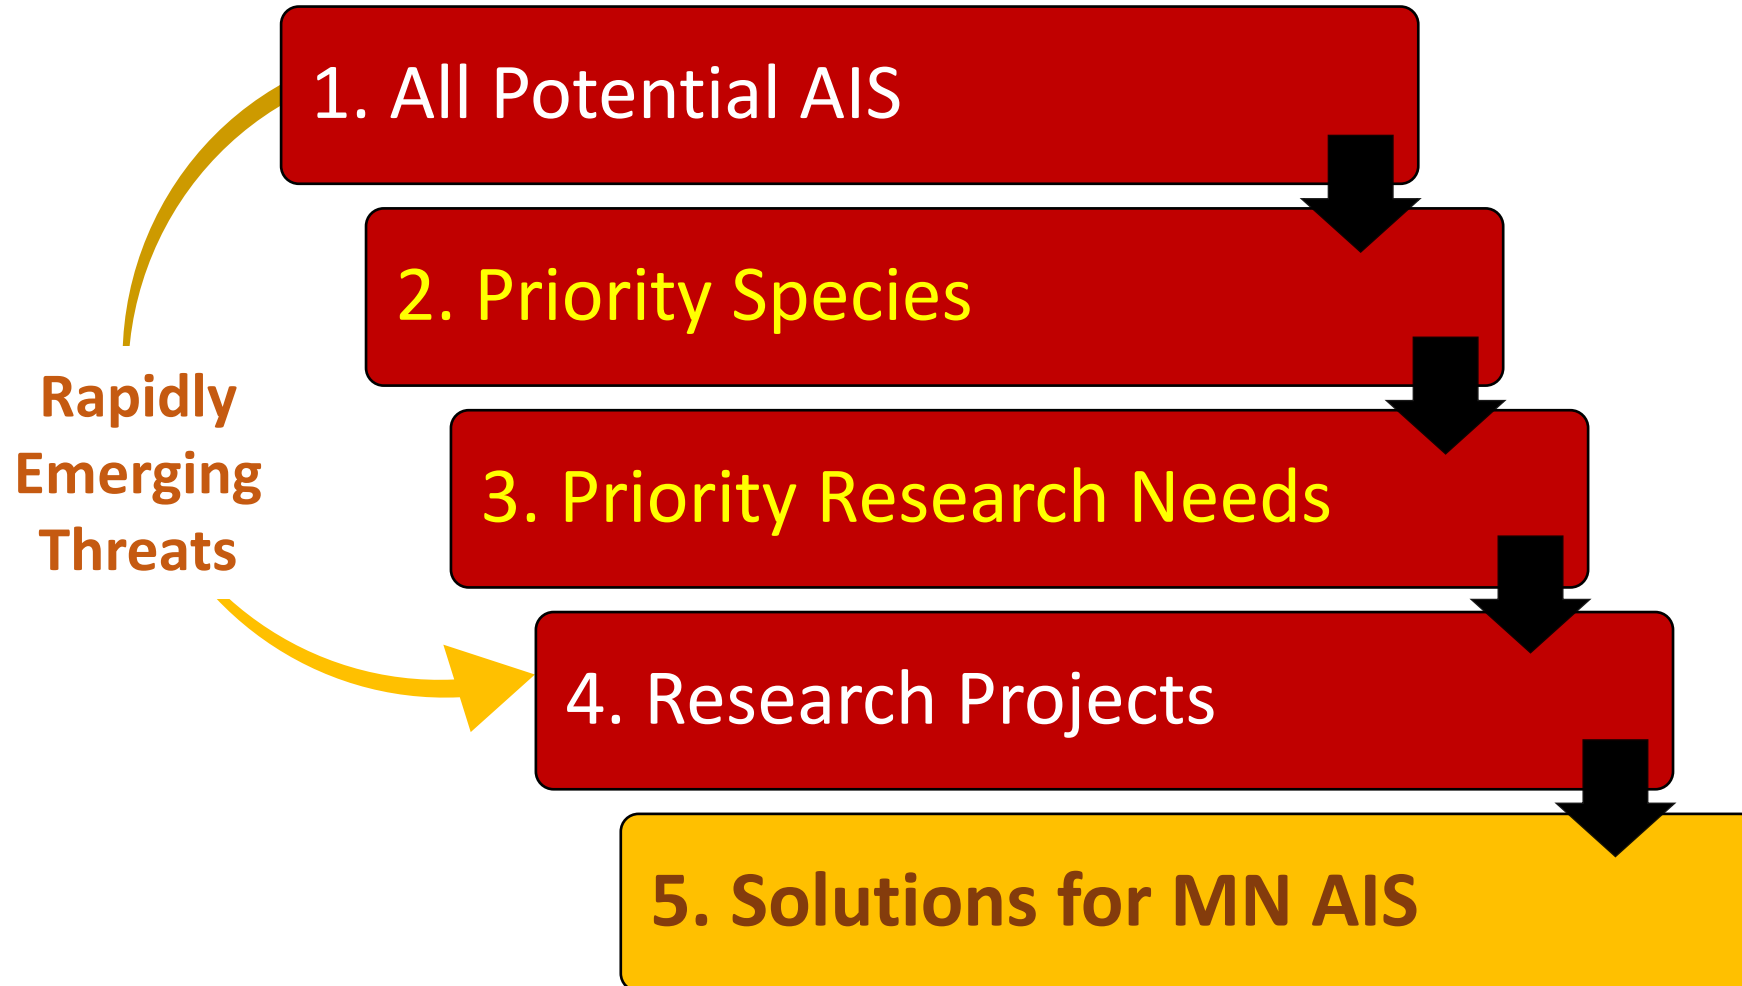 1. All Potential AIS
2. Priority Species
Rapidly
Emerging
Threats
3. Priority Research Needs
4. Research Projects
5. Solutions for MN AIS